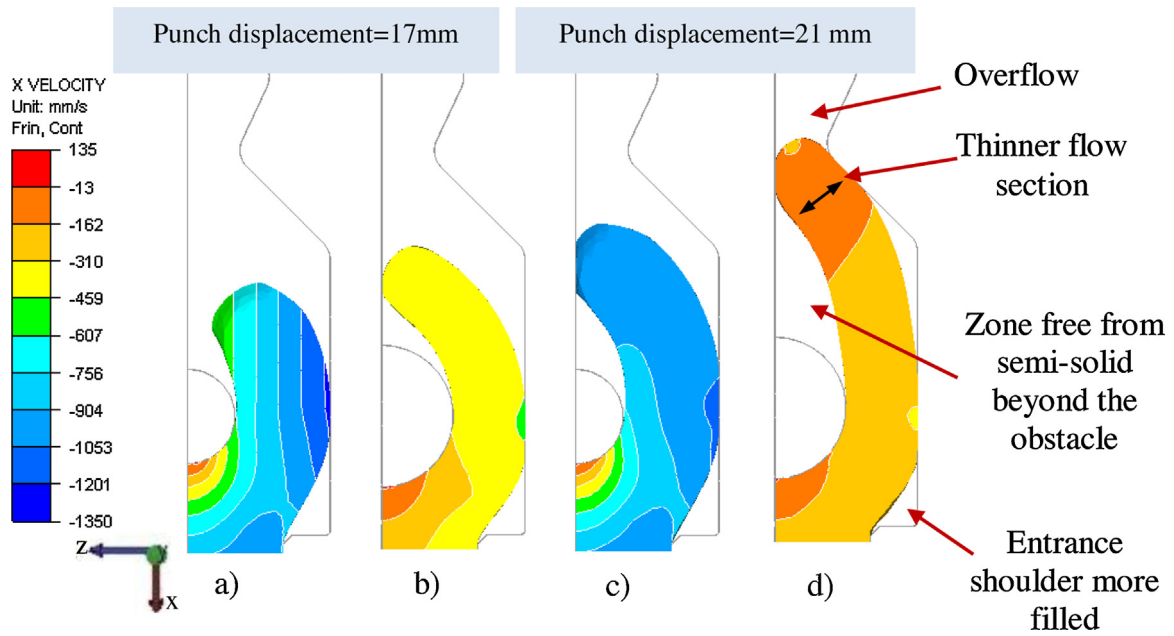 Punch displacement=17mm
Punch displacement=21 mm
X VELOCITY
Unit: mm/s
Frin, Cont
135
-13
-162
-310
-459
-607
-756
-904
-1053
-1201
-1350
Z
X
Overflow
Thinner flow
section
Zone free from
semi-solid
beyond the
obstacle
Entrance
shoulder more
filled
a)
b)
c)
d)